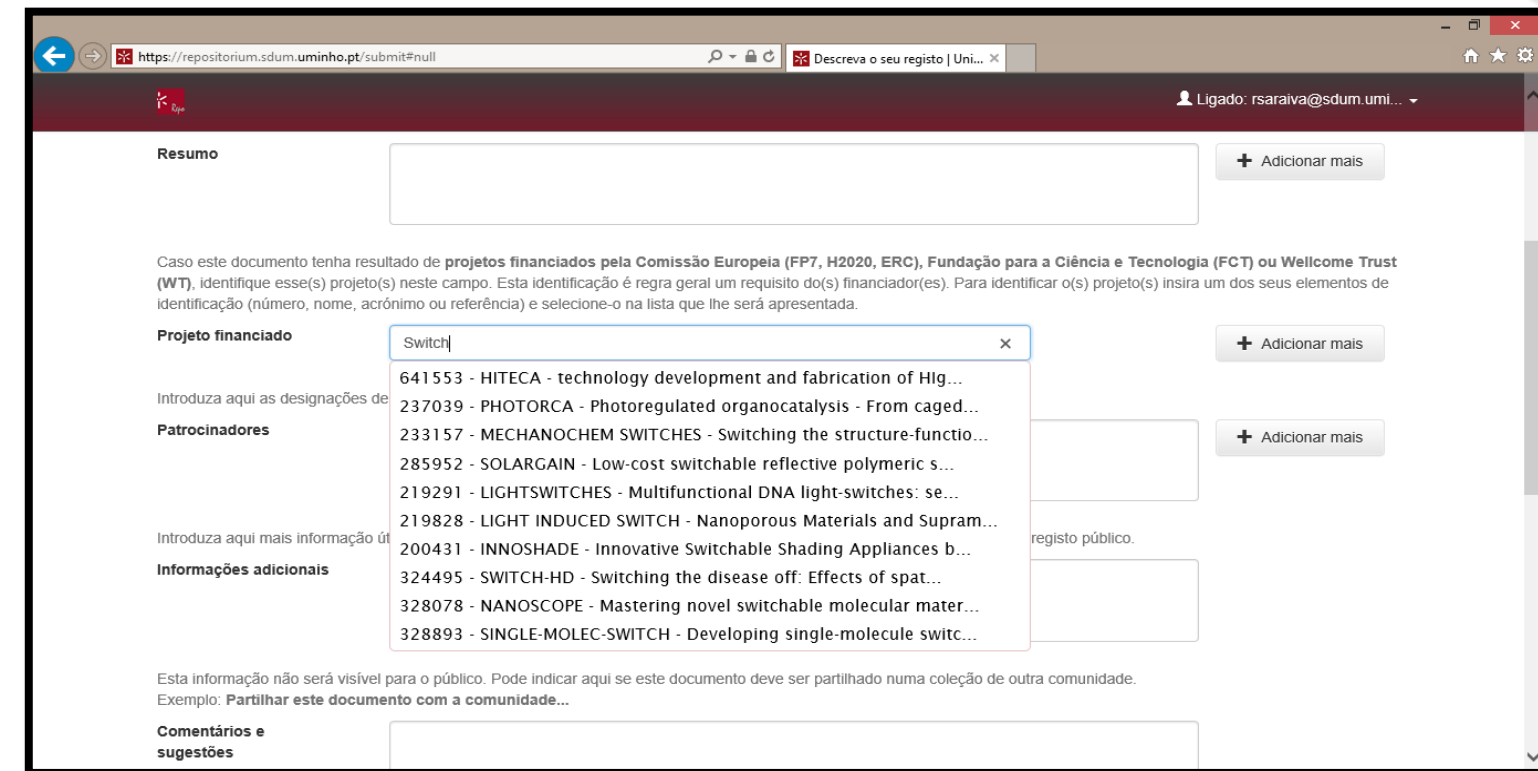 https://repositorium.sdum.uminho.pt/submit#null
Descreva o seu registo | Uni...
Ligado: rsaraiva@sdum.umi...
Resumo
Adicionar mais
Caso este documento tenha resultado de projetos financiados pela Comissão Europeia (FP7, H2020, ERC), Fundação para a Ciência e Tecnologia (FCT) ou Wellcome Trust
(WT), identifique esse(s) projeto(s) neste campo. Esta identificação é regra geral um requisito do(s) financiador(es). Para identificar o(s) projeto(s) insira um dos seus elementos de
identificação (número, nome, acrónimo ou referência) e selecione-o na lista que lhe será apresentada.
Projeto financiado
Switch
Adicionar mais
641553 - HITECA - technology development and fabrication of HIg...
237039 - PHOTORCA - Photoregulated organocatalysis - From caged...
233157 - MECHANOCHEM SWITCHES - Switching the structure-functio...
285952 - SOLARGAIN - Low-cost switchable reflective polymeric s...
219291 - LIGHTSWITCHES - Multifunctional DNA light-switches: se...
219828 - LIGHT INDUCED SWITCH - Nanoporous Materials and Supram...
200431 - INNOSHADE - Innovative Switchable Shading Appliances b...
324495 - SWITCH-HD - Switching the disease off: Effects of spat...
328078 - NANOSCOPE - Mastering novel switchable molecular mater...
328893 - SINGLE-MOLEC-SWITCH - Developing single-molecule switc...
Introduza aqui as designações de
Patrocinadores
Adicionar mais
Introduza aqui mais informação registo público.
Informações adicionais
Esta informação não será visível para o público. Pode indicar aqui se este documento deve ser partilhado numa coleção de outra comunidade.
Exemplo: Partilhar este documento com a comunidade...
Comentários e
sugestões